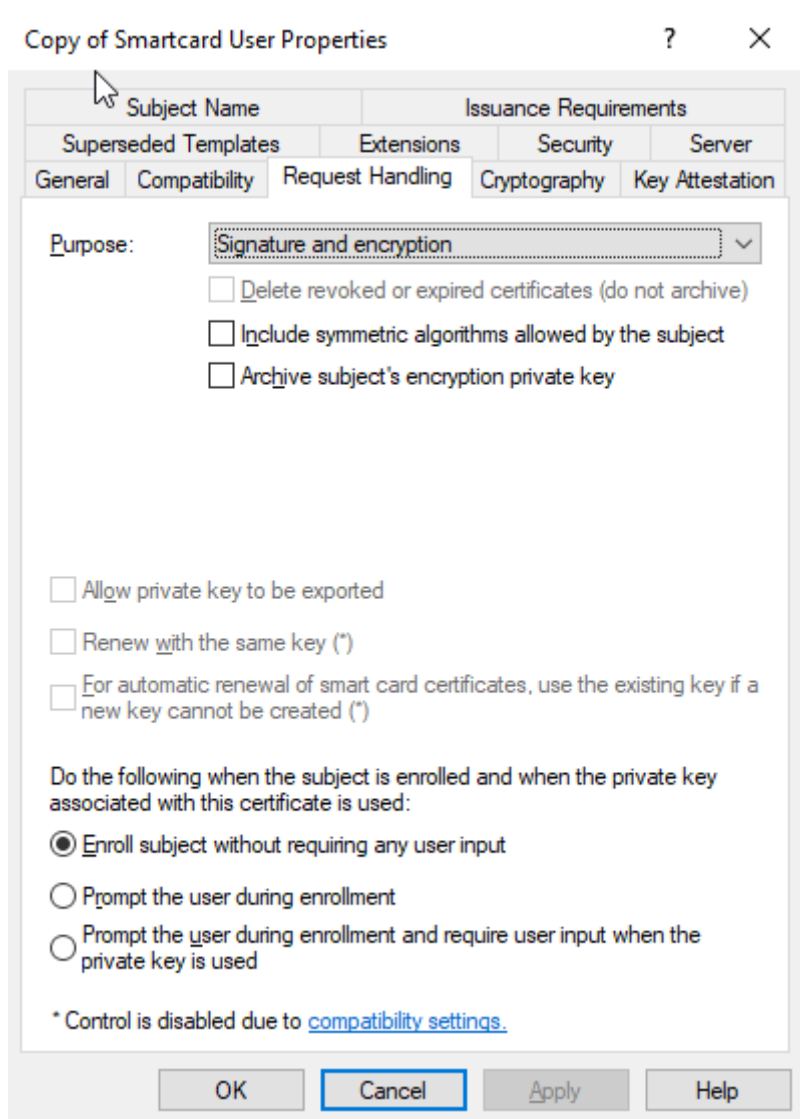 Copy of Smartcard User Properties ? ×
Subject Name Issuance Requirements
Superseded Templates Extensions Security Server
General Compatibility Request Handling Cryptography Key Attestation
Purpose: Signature and encryption
Delete revoked or expired certificates (do not archive)
Include symmetric algorithms allowed by the subject
Archive subject's encryption private key
Allow private key to be exported
Renew with the same key (*)
For automatic renewal of smart card certificates, use the existing key if a
new key cannot be created (*)
Do the following when the subject is enrolled and when the private key
associated with this certificate is used:
Enroll subject without requiring any user input
Prompt the user during enrollment
Prompt the user during enrollment and require user input when the
private key is used
* Control is disabled due to compatibility settings.
OK Cancel Apply Help